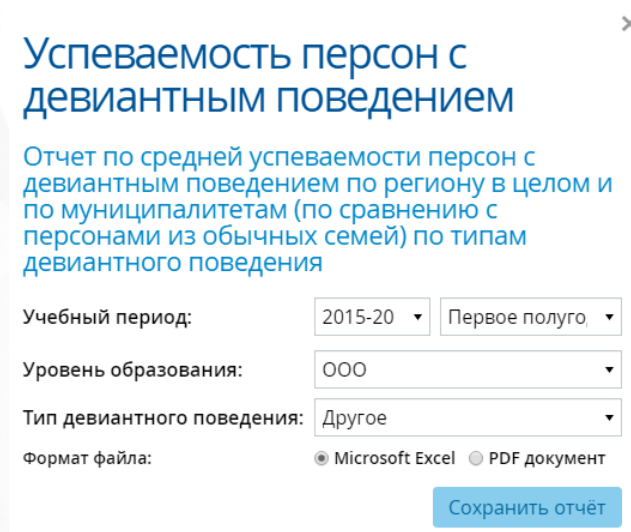 Успеваемость персон с
девиантным поведением
Отчет по средней успеваемости персон с
девиантным поведением по региону в целом и
по муниципалитетам (по сравнению с
персонами из обычных семей) по типам
девиантного поведения
Учебный период: 2015-20 Первое полуго
Уровень образования: ООО
Тип девиантного поведения: Другое
Формат файла: Microsoft Excel PDF документ
Сохранить отчёт